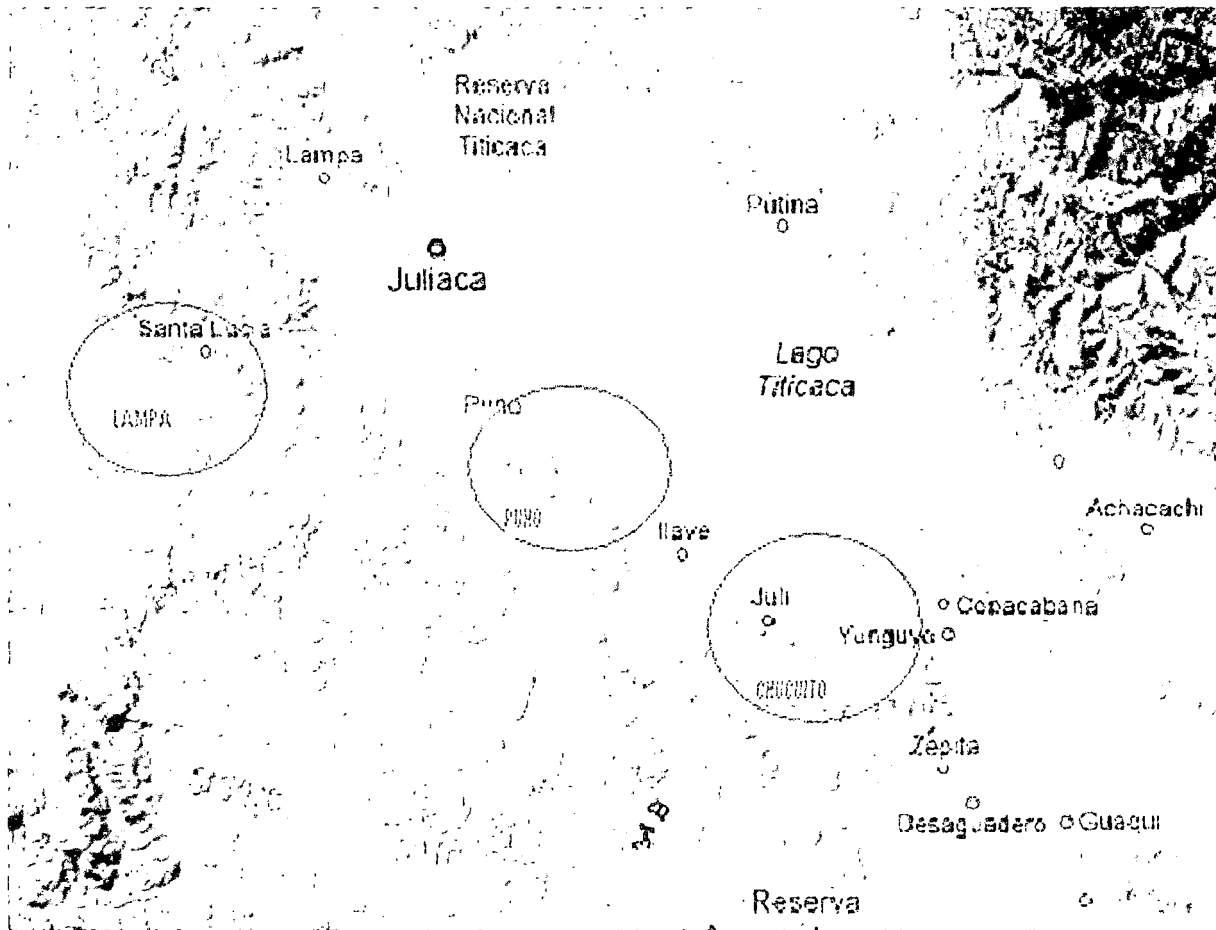 Reserva
Nacional
Titicaca
Lampa
Putina
Juliaca
Santa Lucia
Lago
Titicaca
LAMPA
Puno
PUNO
Achacachi
Ilave
Juli
Copacabana
Yunguyo
CHUCUITO
Zepita
Desaguadero
Guaqui
Reserva